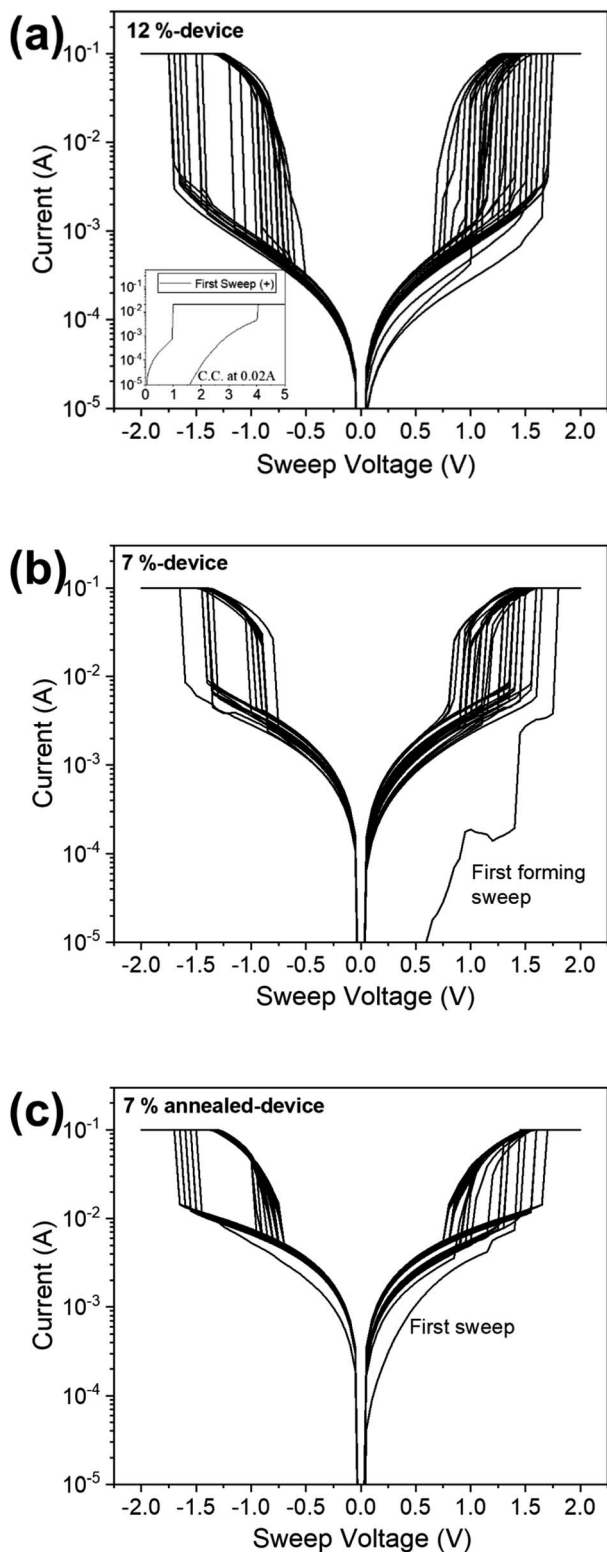 (a)
12 %-device
Current (A)
10⁻¹
10⁻²
10⁻³
10⁻⁴
10⁻⁵
First Sweep (+)
10⁻¹
10⁻²
10⁻³
10⁻⁴
10⁻⁵
C.C. at 0.02A
0 1 2 3 4 5
-2.0 -1.5 -1.0 -0.5 0.0 0.5 1.0 1.5 2.0
Sweep Voltage (V)
(b)
7 %-device
Current (A)
10⁻¹
10⁻²
10⁻³
10⁻⁴
10⁻⁵
First forming
sweep
-2.0 -1.5 -1.0 -0.5 0.0 0.5 1.0 1.5 2.0
Sweep Voltage (V)
(c)
7 % annealed-device
Current (A)
10⁻¹
10⁻²
10⁻³
10⁻⁴
10⁻⁵
First sweep
-2.0 -1.5 -1.0 -0.5 0.0 0.5 1.0 1.5 2.0
Sweep Voltage (V)